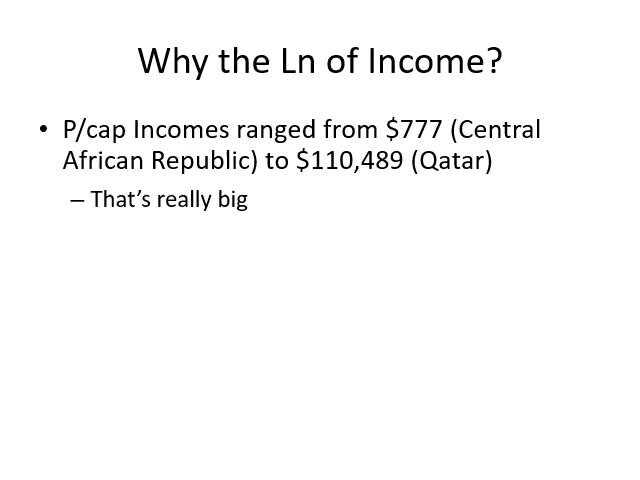 Why the Ln of Income?
• P/cap Incomes ranged from $777 (Central
African Republic) to $110,489 (Qatar)
– That’s really big